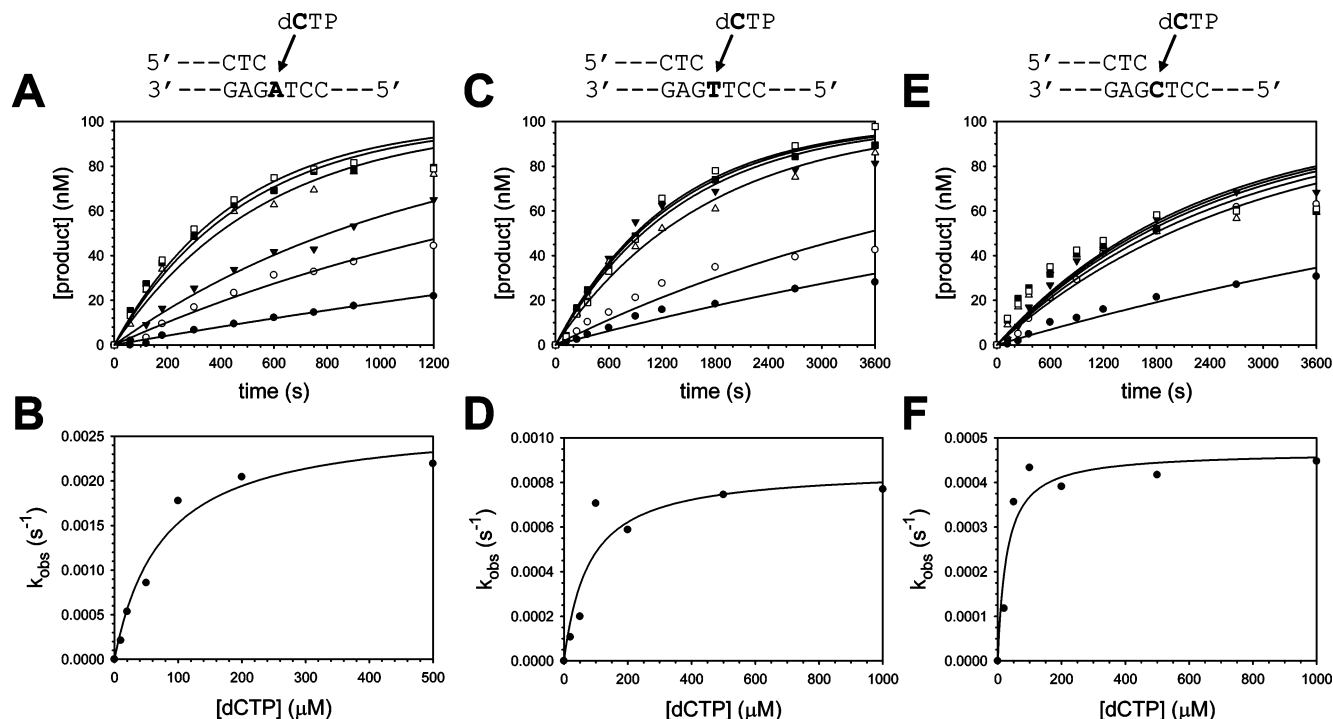 dCTP
5′ ---CTC
3′ ---GAGATCC---5′
A
[product] (nM)
100
80
60
40
20
0
0 200 400 600 800 1000 1200
time (s)
B
kobs (s-1)
0.0025
0.0020
0.0015
0.0010
0.0005
0.0000
0 100 200 300 400 500
[dCTP] (μM)
dCTP
5′ ---CTC
3′ ---GAGTTCC---5′
C
[product] (nM)
100
80
60
40
20
0
0 600 1200 1800 2400 3000 3600
time (s)
D
kobs (s-1)
0.0010
0.0008
0.0006
0.0004
0.0002
0.0000
0 200 400 600 800 1000
[dCTP] (μM)
dCTP
5′ ---CTC
3′ ---GAGCTCC---5′
E
[product] (nM)
100
80
60
40
20
0
0 600 1200 1800 2400 3000 3600
time (s)
F
kobs (s-1)
0.0005
0.0004
0.0003
0.0002
0.0001
0.0000
0 200 400 600 800 1000
[dCTP] (μM)